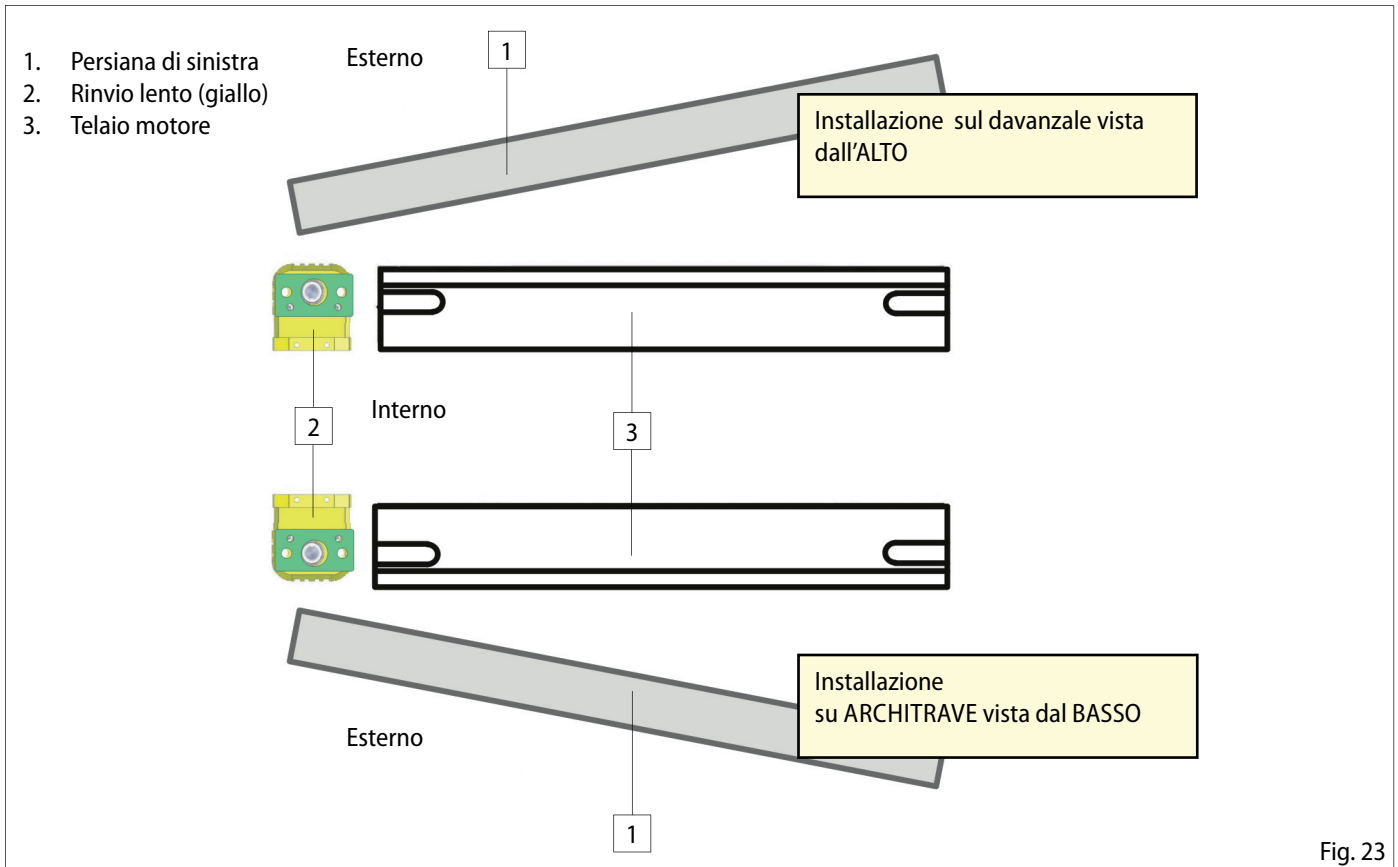 1. Persiana di sinistra
2. Rinvio lento (giallo)
3. Telaio motore
Esterno
1
Installazione sul davanzale vista
dall'ALTO
Interno
2
3
Installazione
su ARCHITRAVE vista dal BASSO
Esterno
1
Fig. 23